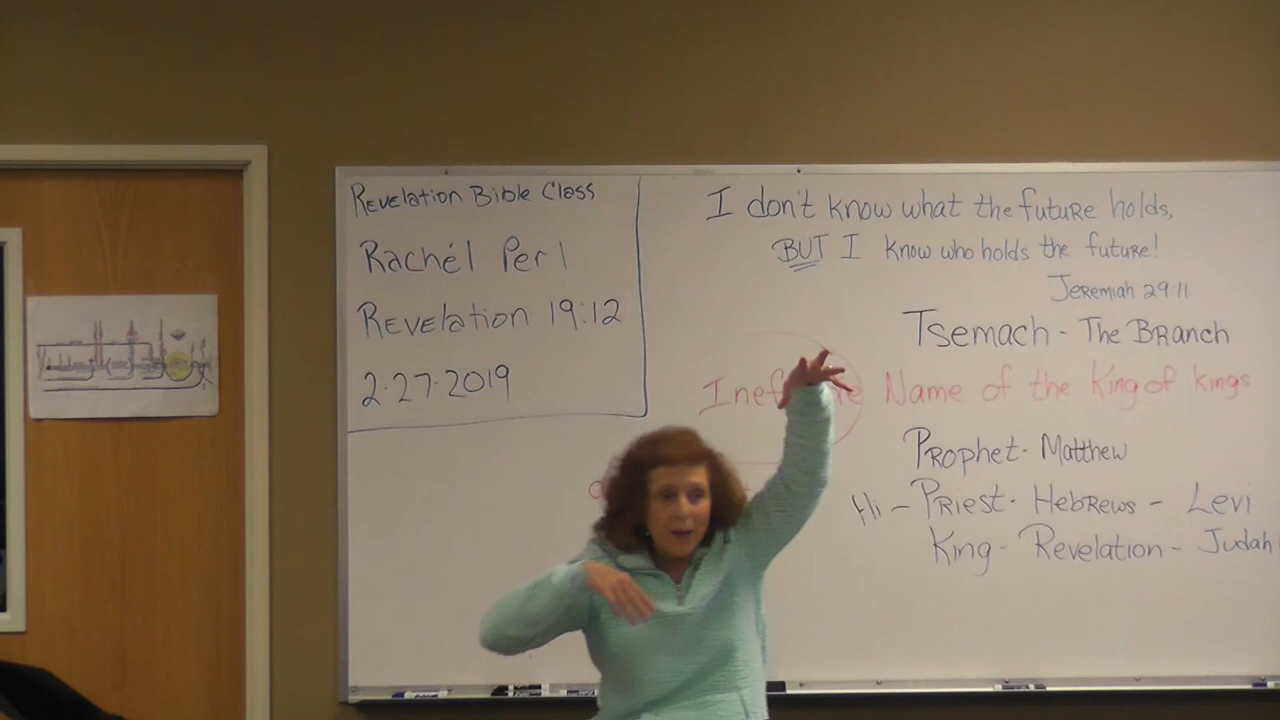 Revelation Bible Class
Rachél Perl
Revelation 19:12
2-27-2019
I don't know what the future holds,
BUT I know who holds the future!
Jeremiah 29:11
Tsemach - The Branch
Name of the King of Kings
Prophet - Matthew
Hi - Priest - Hebrews - Levi
King - Revelation - Judah